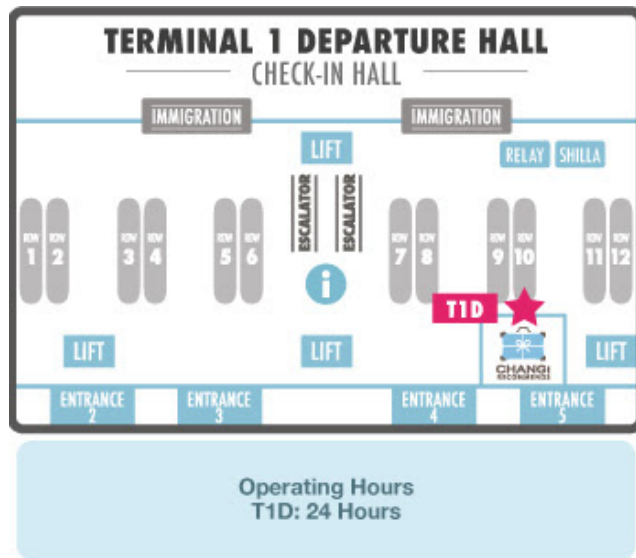 TERMINAL 1 DEPARTURE HALL
CHECK-IN HALL
IMMIGRATION IMMIGRATION
LIFT
RELAY SHILLA
ESCALATOR ESCALATOR
ROW 1 ROW 2 ROW 3 ROW 4 ROW 5 ROW 6 ROW 7 ROW 8 ROW 9 ROW 10 ROW 11 ROW 12
i
T1D
LIFT LIFT LIFT
CHANGI
RECOMMENDS
ENTRANCE 2 ENTRANCE 3 ENTRANCE 4 ENTRANCE 5
Operating Hours
T1D: 24 Hours